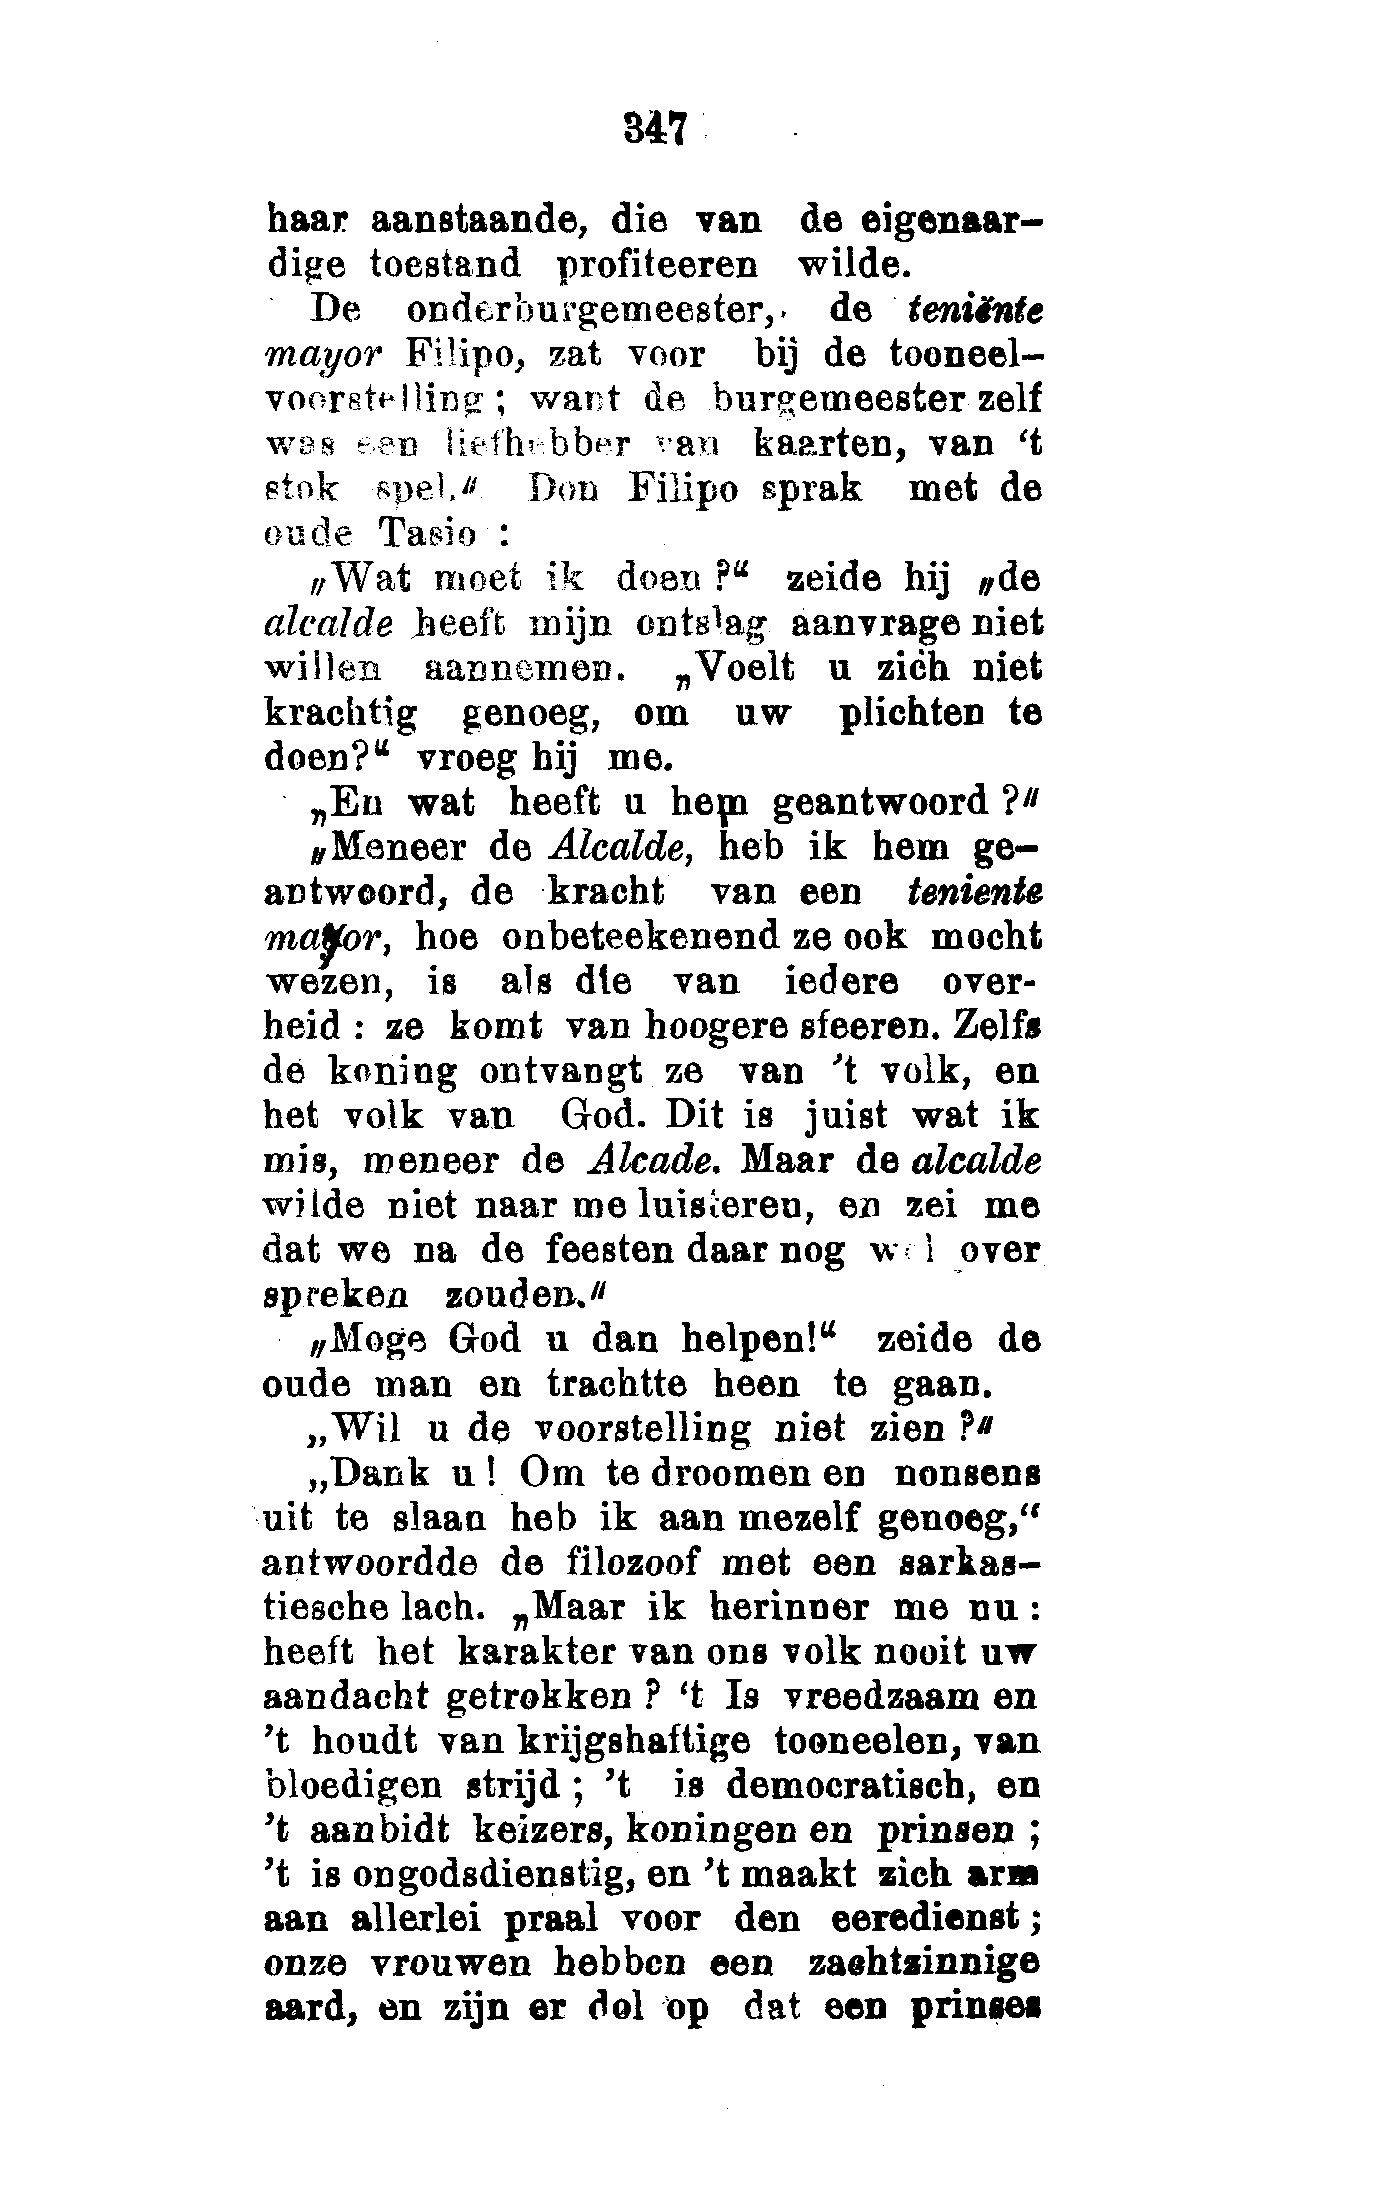 347
haar aanstaande, die van de eigenaar-
dige toestand profiteeren wilde.
De onderburgemeester, de teniënte
mayor Filipo, zat voor bij de tooneel-
voorstelling ; want de burgemeester zelf
was een liefhebber van kaarten, van ‘t
stok spel.“ Don Filipo sprak met de
oude Tasio :
„Wat moet ik doen ?“ zeide hij „de
alcalde heeft mijn ontslag aanvrage niet
willen aannemen. „Voelt u zich niet
krachtig genoeg, om uw plichten te
doen?“ vroeg hij me.
„En wat heeft u hem geantwoord ?“
„Meneer de Alcalde, heb ik hem ge-
antwoord, de kracht van een teniente
mayor, hoe onbeteekenend ze ook mocht
wezen, is als die van iedere over-
heid : ze komt van hoogere sfeeren. Zelfs
de koning ontvangt ze van ’t volk, en
het volk van God. Dit is juist wat ik
mis, meneer de Alcade. Maar de alcalde
wilde niet naar me luisteren, en zei me
dat we na de feesten daar nog wel over
spreken zouden.“
„Moge God u dan helpen!“ zeide de
oude man en trachtte heen te gaan.
„Wil u de voorstelling niet zien ?“
„Dank u ! Om te droomen en nonsens
uit te slaan heb ik aan mezelf genoeg,“
antwoordde de filozoof met een sarkas-
tiesche lach. „Maar ik herinner me nu :
heeft het karakter van ons volk nooit uw
aandacht getrokken ? ‘t Is vreedzaam en
’t houdt van krijgshaftige tooneelen, van
bloedigen strijd ; ’t is democratisch, en
’t aanbidt keizers, koningen en prinsen ;
’t is ongodsdienstig, en ’t maakt zich arm
aan allerlei praal voor den eeredienst ;
onze vrouwen hebben een zachtzinnige
aard, en zijn er dol op dat een prinses